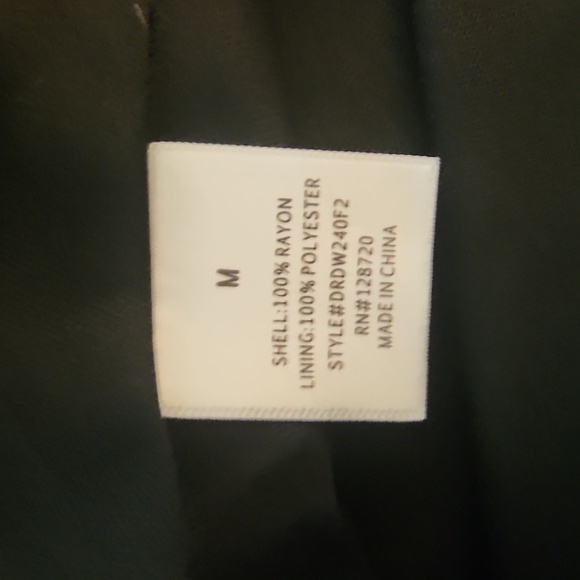 M
SHELL:100% RAYON
LINING:100% POLYESTER
STYLE#DRDW240F2
RN#128720
MADE IN CHINA